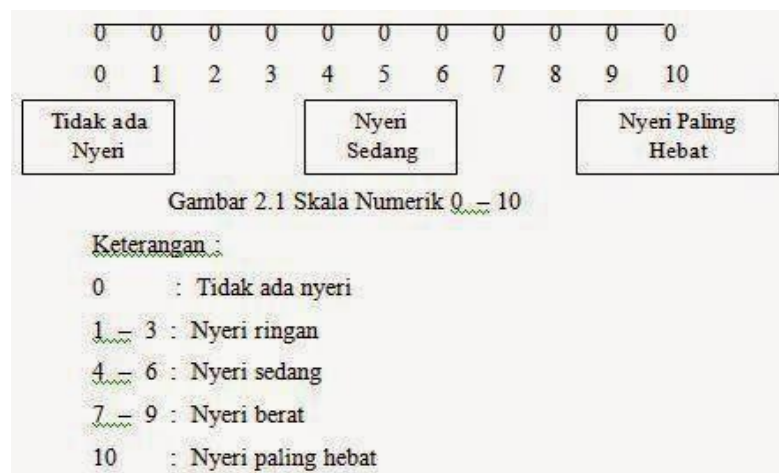 0 0 0 0 0 0 0 0 0 0 0
0 1 2 3 4 5 6 7 8 9 10
Tidak ada
Nyeri
Nyeri
Sedang
Nyeri Paling
Hebat
Gambar 2.1 Skala Numerik 0 – 10
Keterangan :
0 : Tidak ada nyeri
1 – 3 : Nyeri ringan
4 – 6 : Nyeri sedang
7 – 9 : Nyeri berat
10 : Nyeri paling hebat